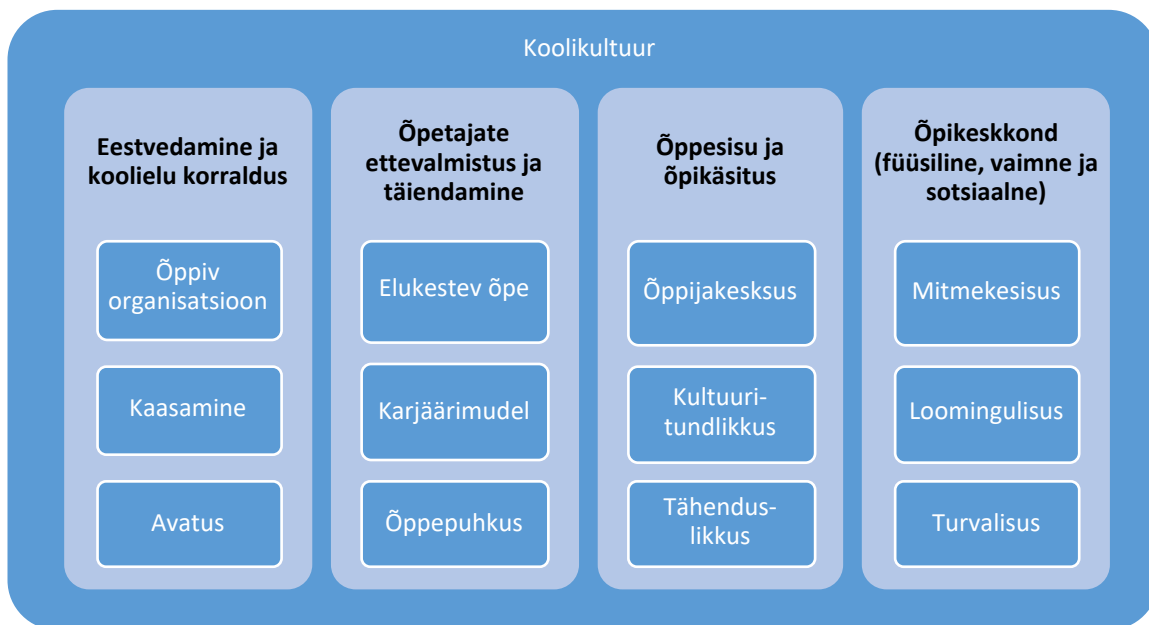 Koolikultuur
Eestvedamine ja
koolielu korraldus
Õppiv
organisatsioon
Kaasamine
Avatus
Õpetajate
ettevalmistus ja
täiendamine
Elukestev õpe
Karjäärimudel
Õppepuhkus
Õppesisu ja
õpikäsitus
Õppijakesksus
Kultuuri-
tundlikkus
Tähendus-
likkus
Õpikeskkond
(füüsiline, vaimne ja
sotsiaalne)
Mitmekesisus
Loomingulisus
Turvalisus